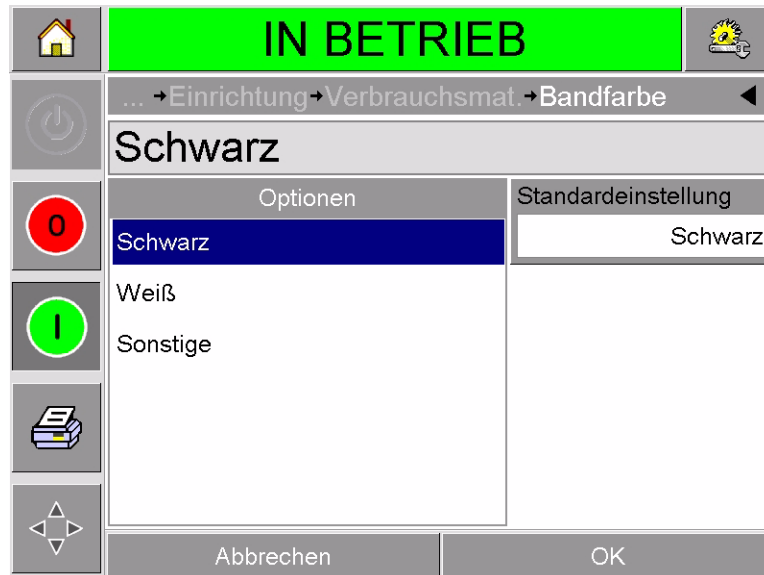 IN BETRIEB
... →Einrichtung→Verbrauchsmat.→Bandfarbe
Schwarz
Optionen
Schwarz
Weiß
Sonstige
Standardeinstellung
Schwarz
0
I
Abbrechen
OK